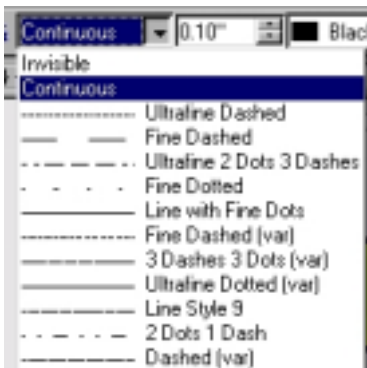 Continuous 0.10" Blac
Invisible
Continuous
Ultrafine Dashed
Fine Dashed
Ultrafine 2 Dots 3 Dashes
Fine Dotted
Line with Fine Dots
Fine Dashed (var)
3 Dashes 3 Dots (var)
Ultrafine Dotted (var)
Line Style 9
2 Dots 1 Dash
Dashed (var)